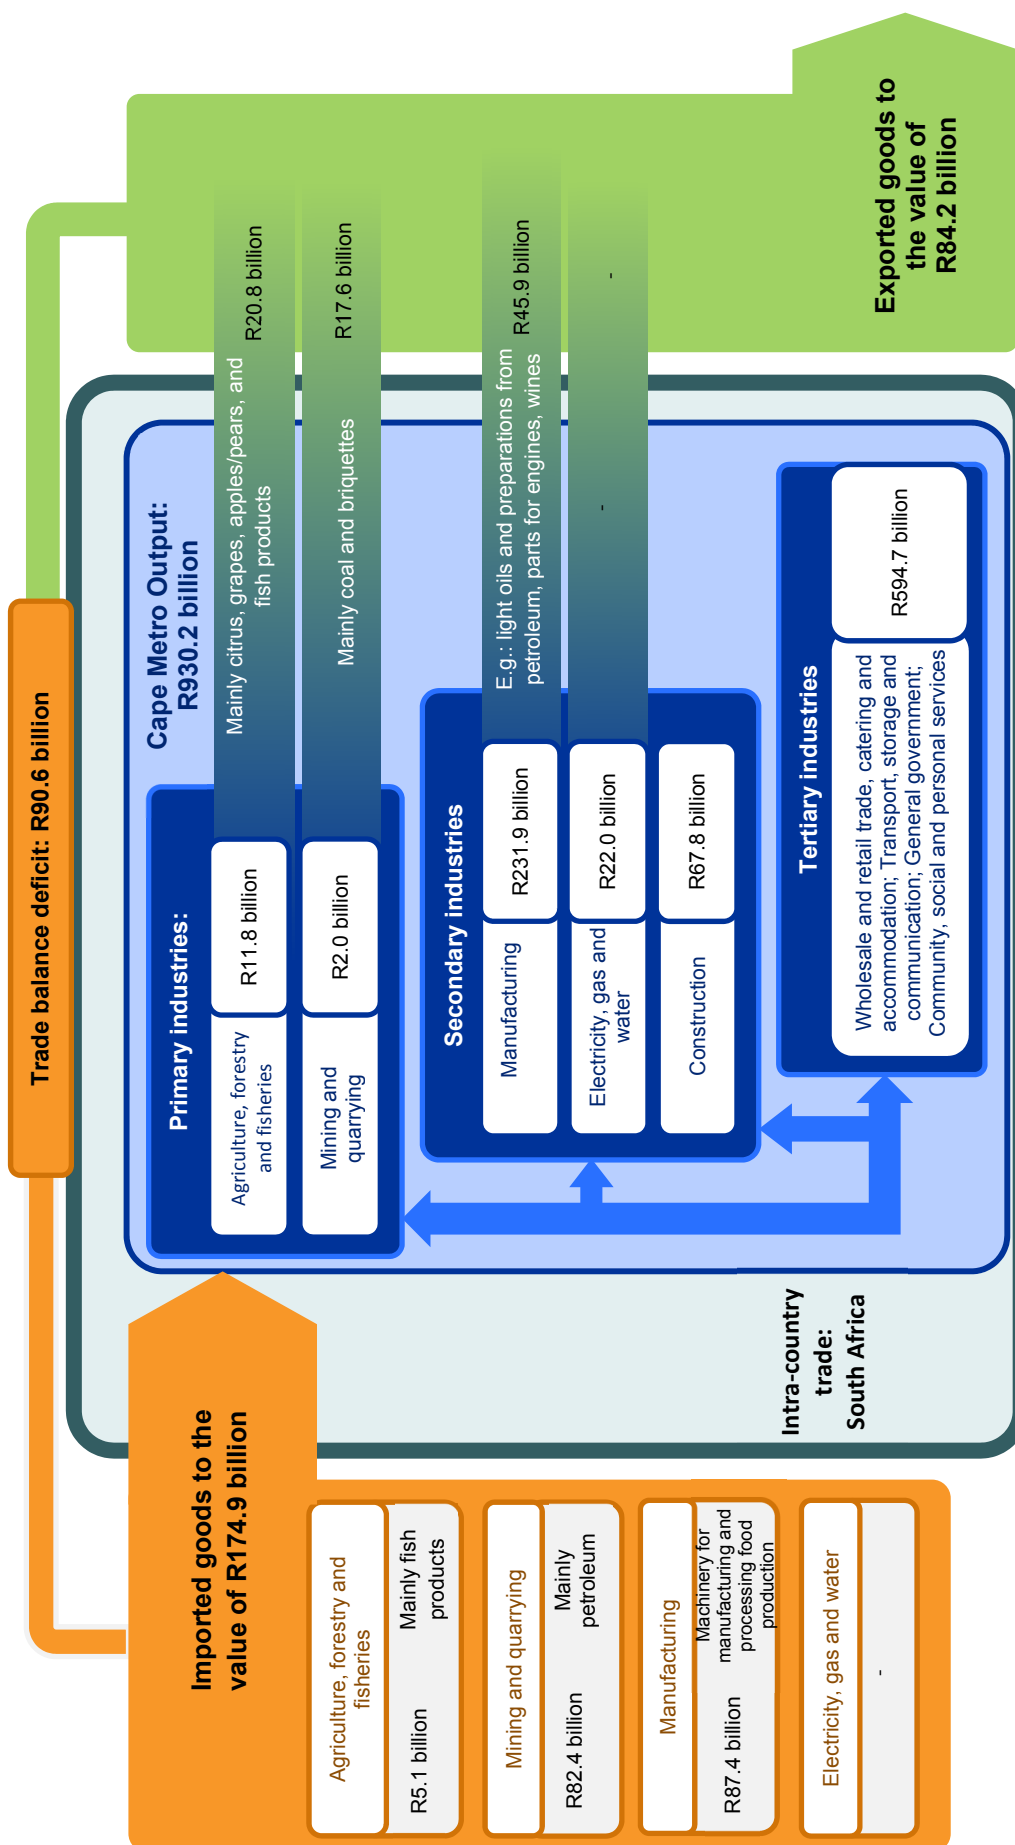 Trade balance deficit: R90.6 billion
Imported goods to the
value of R174.9 billion
Agriculture, forestry and
fisheries
R5.1 billion
Mainly fish
products
Mining and quarrying
R82.4 billion
Mainly
petroleum
Manufacturing
R87.4 billion
Machinery for
manufacturing and
processing food
production
Electricity, gas and water
-
Intra-country
trade:
South Africa
Cape Metro Output:
R930.2 billion
Primary industries:
Agriculture, forestry
and fisheries
R11.8 billion
Mainly citrus, grapes, apples/pears, and
fish products
R20.8 billion
Mining and
quarrying
R2.0 billion
Mainly coal and briquettes
R17.6 billion
Secondary industries
Manufacturing
R231.9 billion
E.g.: light oils and preparations from
petroleum, parts for engines, wines
R45.9 billion
Electricity, gas and
water
R22.0 billion
-
-
Construction
R67.8 billion
Tertiary industries
Wholesale and retail trade, catering and
accommodation; Transport, storage and
communication; General government;
Community, social and personal services
R594.7 billion
Exported goods to
the value of
R84.2 billion